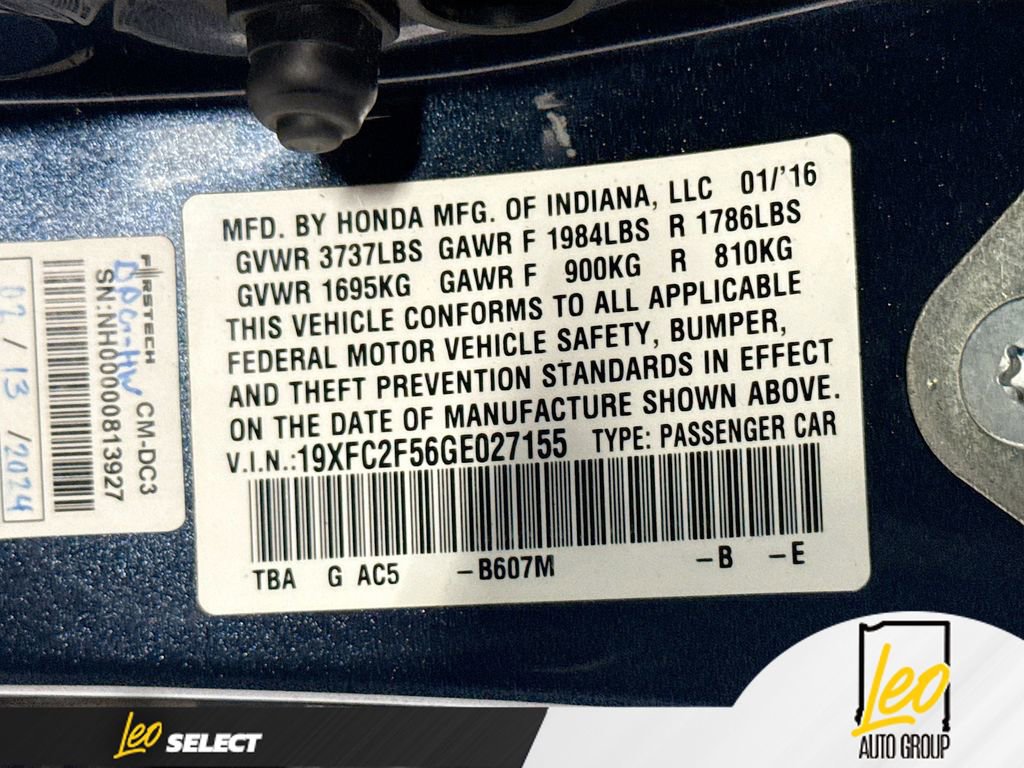 MFD. BY HONDA MFG. OF INDIANA, LLC 01/'16
GVWR 3737LBS GAWR F 1984LBS R 1786LBS
GVWR 1695KG GAWR F 900KG R 810KG
THIS VEHICLE CONFORMS TO ALL APPLICABLE
FEDERAL MOTOR VEHICLE SAFETY, BUMPER,
AND THEFT PREVENTION STANDARDS IN EFFECT
ON THE DATE OF MANUFACTURE SHOWN ABOVE.
V.I.N.:19XFC2F56GE027155 TYPE: PASSENGER CAR
TBA G AC5 -B607M -B -E
FIRSTECH CM-DC3
SN:NH0000813927
/ 13 / 2024
Leo SELECT
Leo
AUTO GROUP